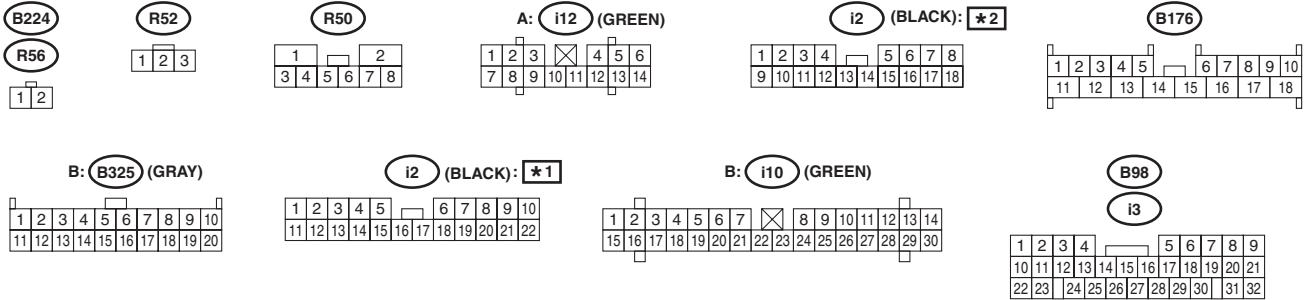 B224
R56
1 2
R52
1 2 3
R50
1 2
3 4 5 6 7 8
A: i12 (GREEN)
1 2 3 4 5 6
7 8 9 10 11 12 13 14
i2 (BLACK): *2
1 2 3 4 5 6 7 8
9 10 11 12 13 14 15 16 17 18
B176
1 2 3 4 5 6 7 8 9 10
11 12 13 14 15 16 17 18
B: B325 (GRAY)
1 2 3 4 5 6 7 8 9 10
11 12 13 14 15 16 17 18 19 20
i2 (BLACK): *1
1 2 3 4 5 6 7 8 9 10
11 12 13 14 15 16 17 18 19 20 21 22
B: i10 (GREEN)
1 2 3 4 5 6 7 8 9 10 11 12 13 14
15 16 17 18 19 20 21 22 23 24 25 26 27 28 29 30
B98
i3
1 2 3 4 5 6 7 8 9
10 11 12 13 14 15 16 17 18 19 20 21
22 23 24 25 26 27 28 29 30 31 32